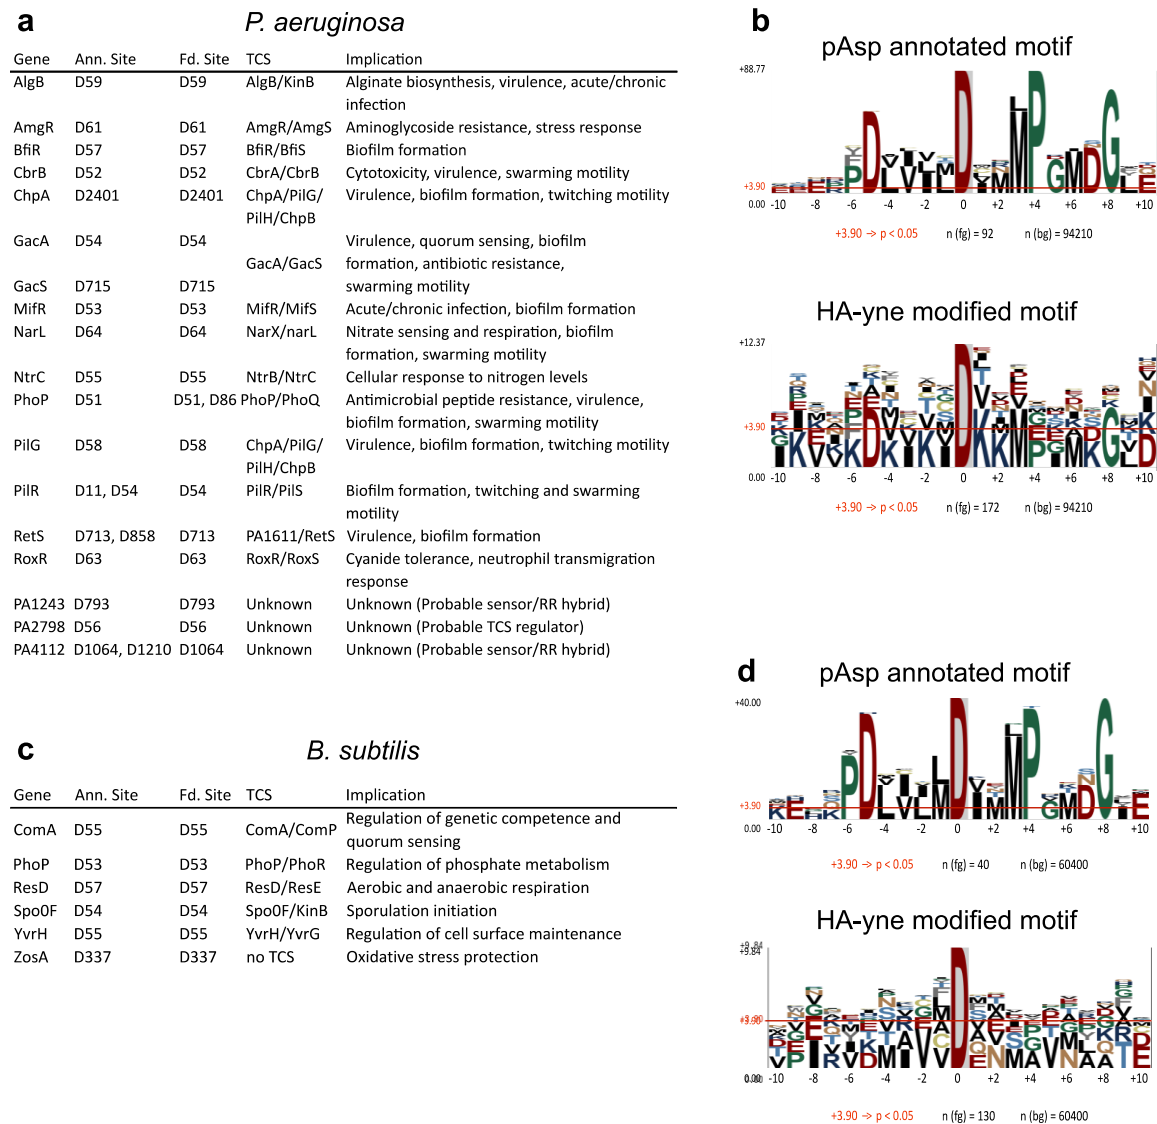 a
P. aeruginosa
Gene Ann. Site Fd. Site TCS Implication
AlgB D59 D59 AlgB/KinB Alginate biosynthesis, virulence, acute/chronic
infection
AmgR D61 D61 AmgR/AmgS Aminoglycoside resistance, stress response
BfiR D57 D57 BfiR/BfiS Biofilm formation
CbrB D52 D52 CbrA/CbrB Cytotoxicity, virulence, swarming motility
ChpA D2401 D2401 ChpA/PilG/ Virulence, biofilm formation, twitching motility
PilH/ChpB
GacA D54 D54 Virulence, quorum sensing, biofilm
GacA/GacS formation, antibiotic resistance,
GacS D715 D715 swarming motility
MifR D53 D53 MifR/MifS Acute/chronic infection, biofilm formation
NarL D64 D64 NarX/narL Nitrate sensing and respiration, biofilm
formation, swarming motility
NtrC D55 D55 NtrB/NtrC Cellular response to nitrogen levels
PhoP D51 D51, D86 PhoP/PhoQ Antimicrobial peptide resistance, virulence,
biofilm formation, swarming motility
PilG D58 D58 ChpA/PilG/ Virulence, biofilm formation, twitching motility
PilH/ChpB
PilR D11, D54 D54 PilR/PilS Biofilm formation, twitching and swarming
motility
RetS D713, D858 D713 PA1611/RetS Virulence, biofilm formation
RoxR D63 D63 RoxR/RoxS Cyanide tolerance, neutrophil transmigration
response
PA1243 D793 D793 Unknown Unknown (Probable sensor/RR hybrid)
PA2798 D56 D56 Unknown Unknown (Probable TCS regulator)
PA4112 D1064, D1210 D1064 Unknown Unknown (Probable sensor/RR hybrid)
b
pAsp annotated motif
+88.77
+3.90
0.00
-10 -8 -6 -4 -2 0 +2 +4 +6 +8 +10
+3.90 -> p < 0.05 n (fg) = 92 n (bg) = 94210
HA-yne modified motif
+12.37
+3.90
0.00
-10 -8 -6 -4 -2 0 +2 +4 +6 +8 +10
+3.90 -> p < 0.05 n (fg) = 172 n (bg) = 94210
c
B. subtilis
Gene Ann. Site Fd. Site TCS Implication
ComA D55 D55 ComA/ComP Regulation of genetic competence and
quorum sensing
PhoP D53 D53 PhoP/PhoR Regulation of phosphate metabolism
ResD D57 D57 ResD/ResE Aerobic and anaerobic respiration
Spo0F D54 D54 Spo0F/KinB Sporulation initiation
YvrH D55 D55 YvrH/YvrG Regulation of cell surface maintenance
ZosA D337 D337 no TCS Oxidative stress protection
d
pAsp annotated motif
+40.00
+3.90
0.00
-10 -8 -6 -4 -2 0 +2 +4 +6 +8 +10
+3.90 -> p < 0.05 n (fg) = 40 n (bg) = 60400
HA-yne modified motif
+9.84
+3.90
0.00
-10 -8 -6 -4 -2 0 +2 +4 +6 +8 +10
+3.90 -> p < 0.05 n (fg) = 130 n (bg) = 60400